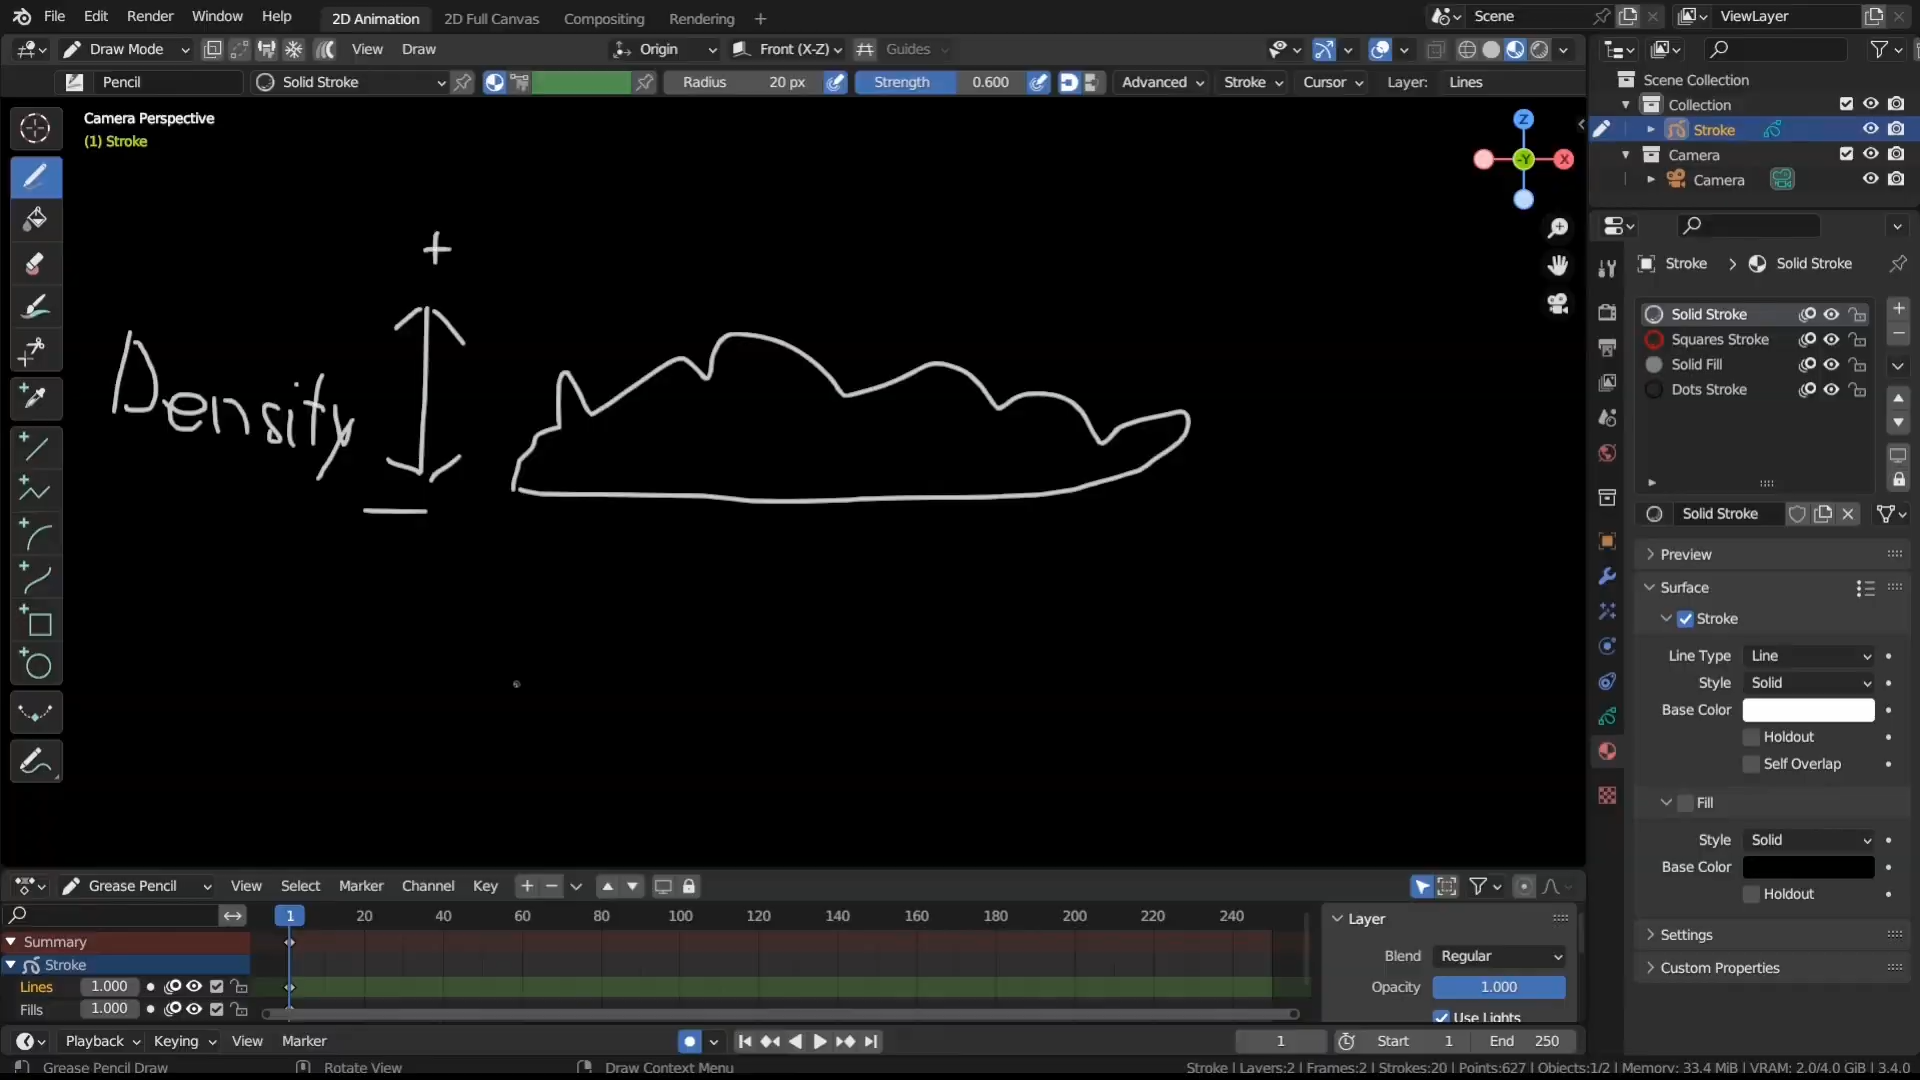 File Edit Render Window Help 2D Animation 2D Full Canvas Compositing Rendering + Scene ViewLayer
Draw Mode View Draw Origin Front (X-Z) Guides
Pencil Solid Stroke Radius 20 px Strength 0.600 Advanced Stroke Cursor Layer: Lines
Camera Perspective
(1) Stroke
Z
-Y
X
+
Density
Scene Collection
Collection
Stroke
Camera
Camera
Stroke > Solid Stroke
Solid Stroke
Squares Stroke
Solid Fill
Dots Stroke
Solid Stroke
Preview
Surface
Stroke
Line Type Line
Style Solid
Base Color
Holdout
Self Overlap
Fill
Style Solid
Base Color
Holdout
Settings
Custom Properties
Grease Pencil View Select Marker Channel Key
1 20 40 60 80 100 120 140 160 180 200 220 240
Summary
Stroke
Lines 1.000
Fills 1.000
Layer
Blend Regular
Opacity 1.000
Use Lights
Playback Keying View Marker 1 Start 1 End 250
Grease Pencil Draw Rotate View Draw Context Menu Stroke | Layers:2 | Frames:2 | Strokes:20 | Points:627 | Objects:1/2 | Memory: 33.4 MiB | VRAM: 2.0/4.0 GiB | 3.4.0